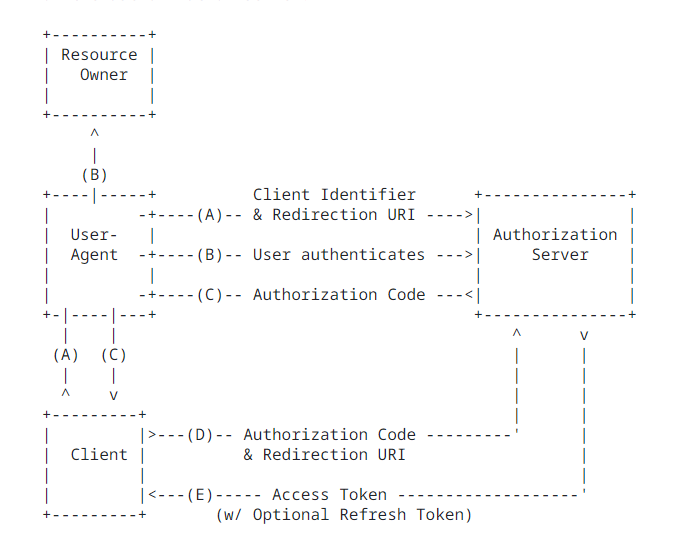 +----------+
| Resource |
|   Owner  |
|          |
+----------+
     ^
     |
    (B)
+----|-----+          Client Identifier      +---------------+
|         -+----(A)-- & Redirection URI ---->|               |
|  User-   |                                 | Authorization |
|  Agent  -+----(B)-- User authenticates --->|     Server    |
|          |                                 |               |
|         -+----(C)-- Authorization Code ---<|               |
+-|----|---+                                 +---------------+
  |    |                                         ^      v
 (A)  (C)                                        |      |
  |    |                                         |      |
  ^    v                                         |      |
+---------+                                      |      |
|         |>---(D)-- Authorization Code ---------'      |
|  Client |          & Redirection URI                  |
|         |                                             |
|         |<---(E)----- Access Token -------------------'
+---------+       (w/ Optional Refresh Token)